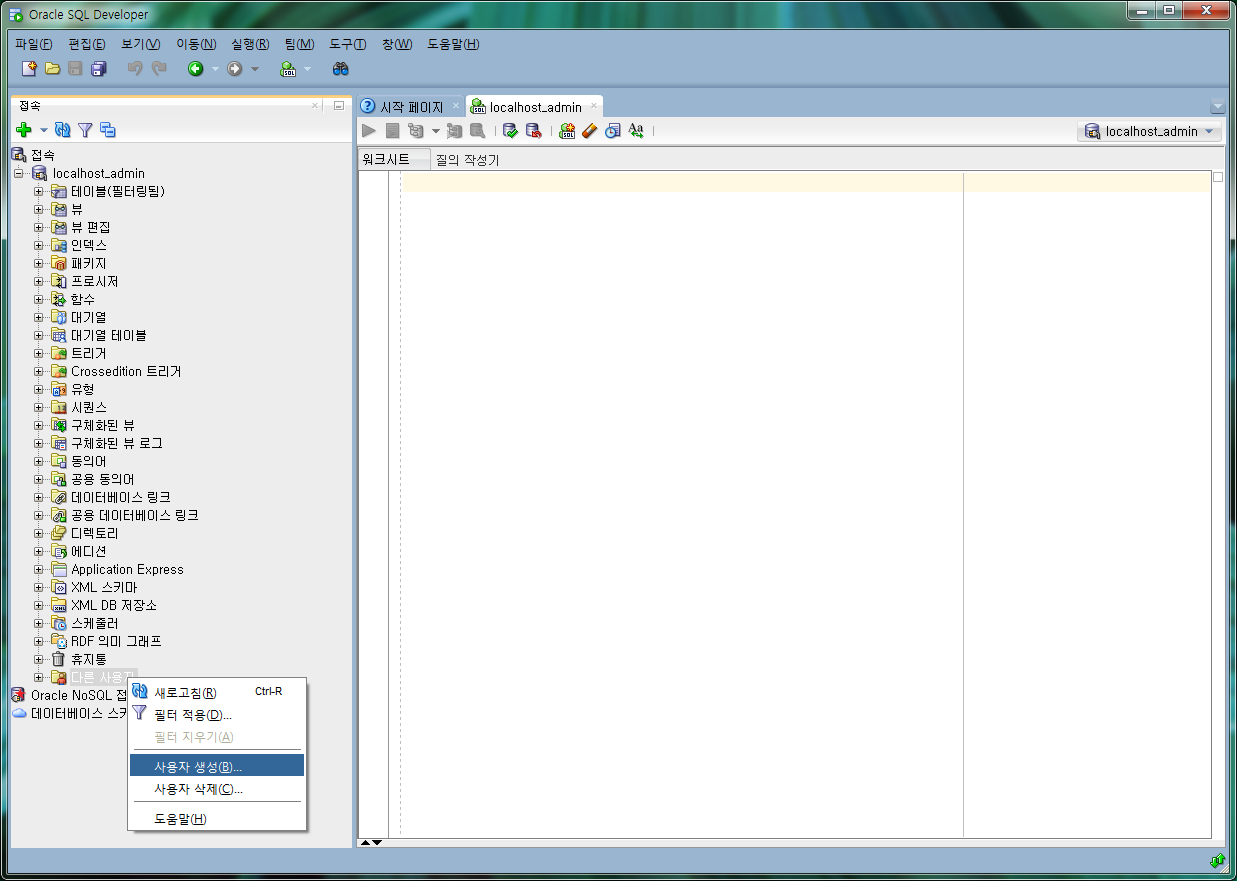 Oracle SQL Developer
파일(F) 편집(E) 보기(V) 이동(N) 실행(R) 팀(M) 도구(T) 창(W) 도움말(H)
접속
시작 페이지
localhost_admin
localhost_admin
워크시트
질의 작성기
접속
localhost_admin
테이블(필터링됨)
뷰
뷰 편집
인덱스
패키지
프로시저
함수
대기열
대기열 테이블
트리거
Crossedition 트리거
유형
시퀀스
구체화된 뷰
구체화된 뷰 로그
동의어
공용 동의어
데이터베이스 링크
공용 데이터베이스 링크
디렉토리
에디션
Application Express
XML 스키마
XML DB 저장소
스케줄러
RDF 의미 그래프
휴지통
다른 사용자
Oracle NoSQL 접
데이터베이스 스키
새로고침(R) Ctrl-R
필터 적용(D)...
필터 지우기(A)
사용자 생성(B)...
사용자 삭제(C)...
도움말(H)